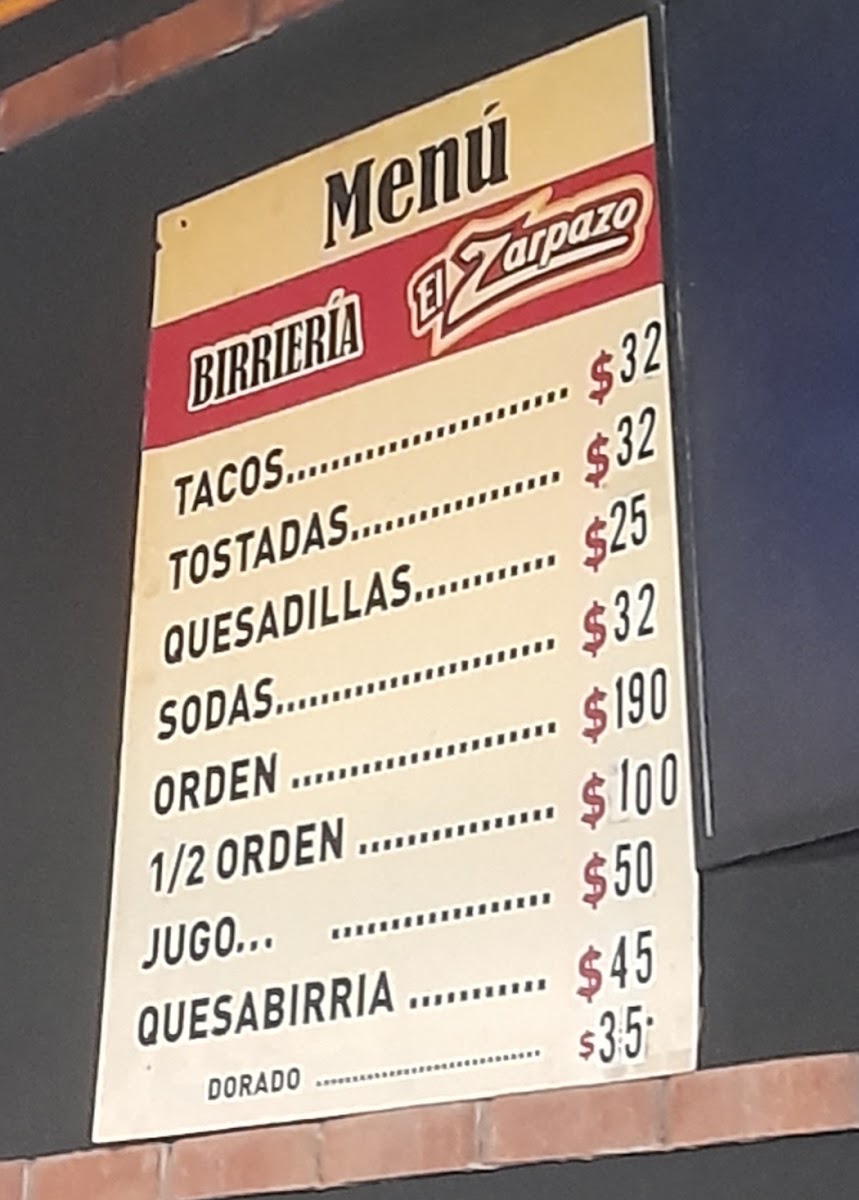 Menú
BIRRIERÍA El Zarpazo
TACOS........................ $32
TOSTADAS.................. $32
QUESADILLAS............ $25
SODAS........................ $32
ORDEN ....................... $190
1/2 ORDEN ................. $100
JUGO... ................... $50
QUESABIRRIA ........... $45
DORADO .............................. $35